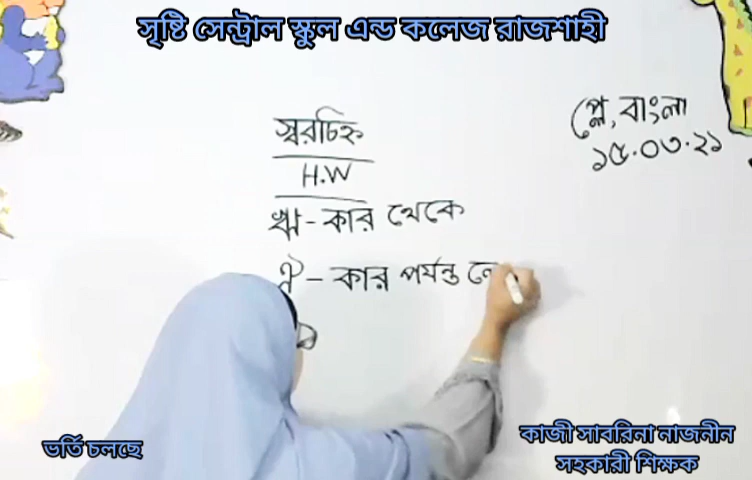 সৃষ্টি সেন্ট্রাল স্কুল এন্ড কলেজ রাজশাহী
প্লে, বাংলা
১৫.০৩.২১
স্বরচিহ্ন
H.W
ঋ-কার থেকে
ঐ-কার পর্যন্ত লে
ভর্তি চলছে
কাজী সাবরিনা নাজনীন
সহকারী শিক্ষক